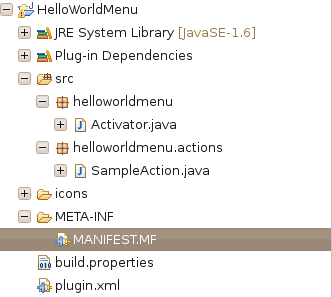 HelloWorldMenu
JRE System Library [JavaSE-1.6]
Plug-in Dependencies
src
helloworldmenu
Activator.java
helloworldmenu.actions
SampleAction.java
icons
META-INF
MANIFEST.MF
build.properties
plugin.xml